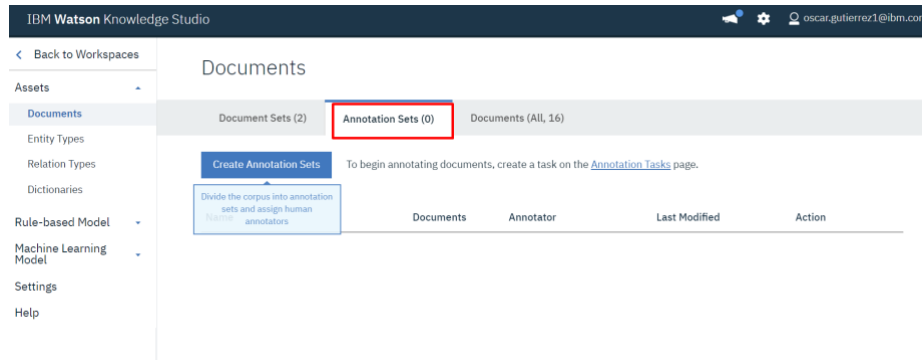 IBM Watson Knowledge Studio
oscar.gutierrez1@ibm.com
Back to Workspaces
Assets
Documents
Entity Types
Relation Types
Dictionaries
Rule-based Model
Machine Learning
Model
Settings
Help
Documents
Document Sets (2)
Annotation Sets (0)
Documents (All, 16)
Create Annotation Sets
To begin annotating documents, create a task on the Annotation Tasks page.
Divide the corpus into annotation
sets and assign human
annotators
Name
Documents
Annotator
Last Modified
Action